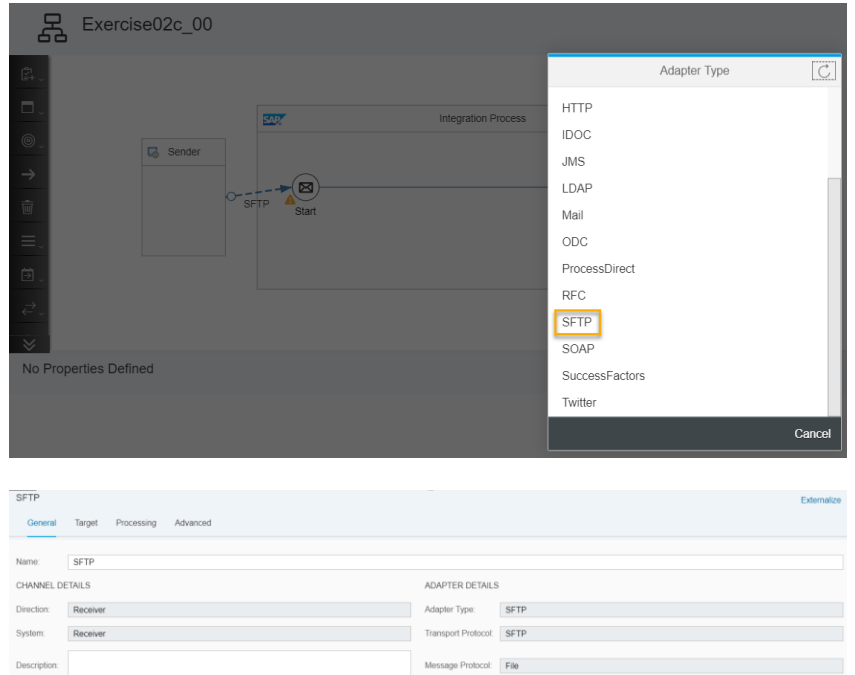 Exercise02c_00
Adapter Type
HTTP
IDOC
JMS
LDAP
Mail
ODC
ProcessDirect
RFC
SFTP
SOAP
SuccessFactors
Twitter
Cancel
SAP
Integration Process
Sender
SFTP
Start
No Properties Defined
SFTP
Externalize
General Target Processing Advanced
Name: SFTP
CHANNEL DETAILS ADAPTER DETAILS
Direction: Receiver Adapter Type: SFTP
System: Receiver Transport Protocol: SFTP
Description: Message Protocol: File